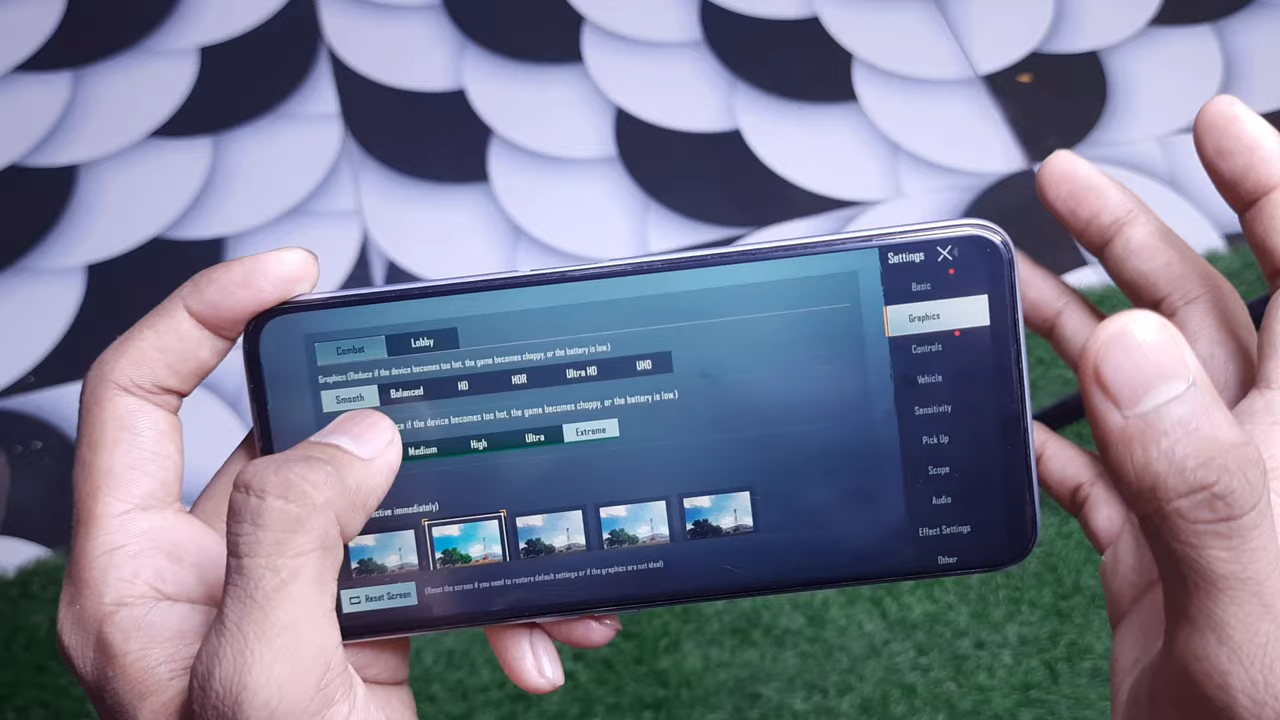 Settings
Basic
Graphics
Controls
Vehicle
Sensitivity
Pick Up
Scope
Audio
Effect Settings
Other
Combat Lobby
Graphics (Reduce if the device becomes too hot, the game becomes choppy, or the battery is low.)
Smooth Balanced HD HDR Ultra HD UHD
if the device becomes too hot, the game becomes choppy, or the battery is low.)
Medium High Ultra Extreme
immediately)
Reset Screen (Reset the screen if you need to restore default settings or if the graphics are not ideal)